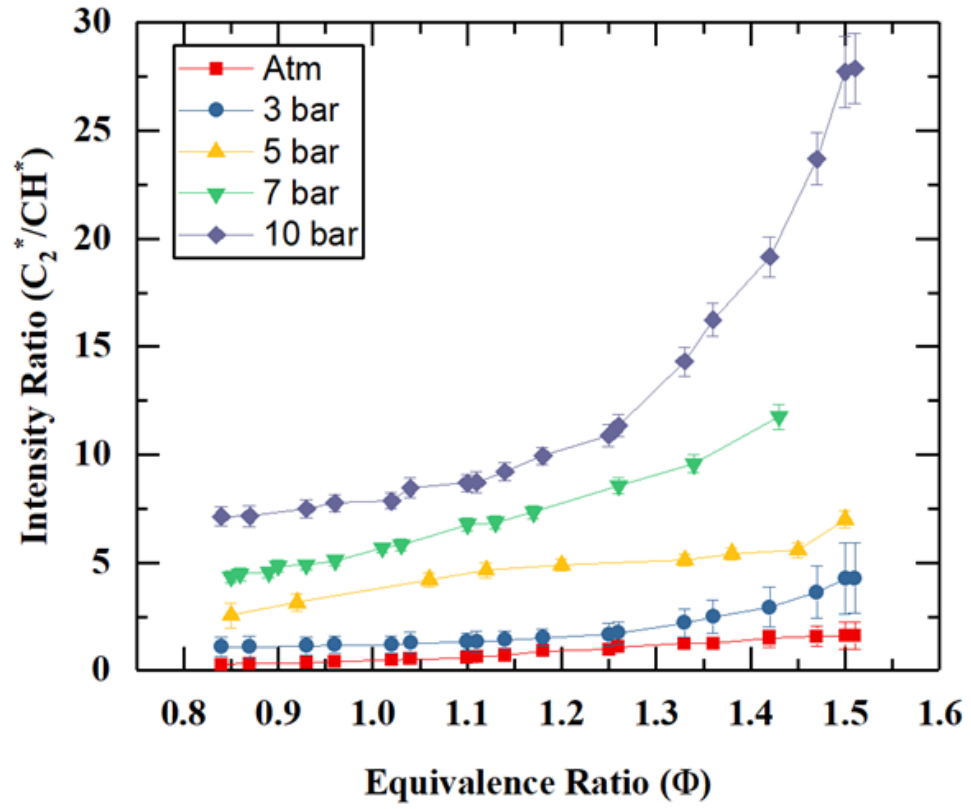 30
25
20
15
10
5
0
Intensity Ratio (C₂*/CH*)
Atm
3 bar
5 bar
7 bar
10 bar
0.8 0.9 1.0 1.1 1.2 1.3 1.4 1.5 1.6
Equivalence Ratio (Φ)